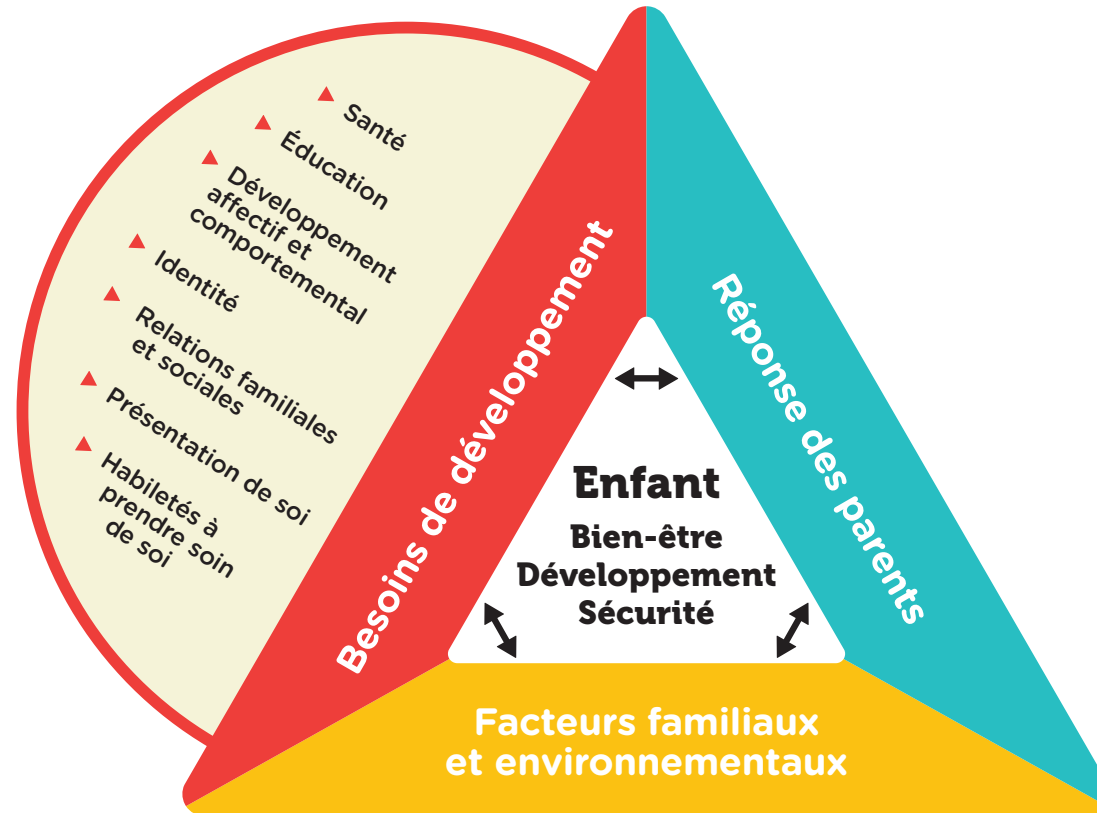 Santé
Éducation
Développement
affectif et
comportemental
Identité
Relations familiales
et sociales
Présentation de soi
Habiletés à
prendre soin
de soi
Besoins de développement
Réponse des parents
Enfant
Bien-être
Développement
Sécurité
Facteurs familiaux
et environnementaux